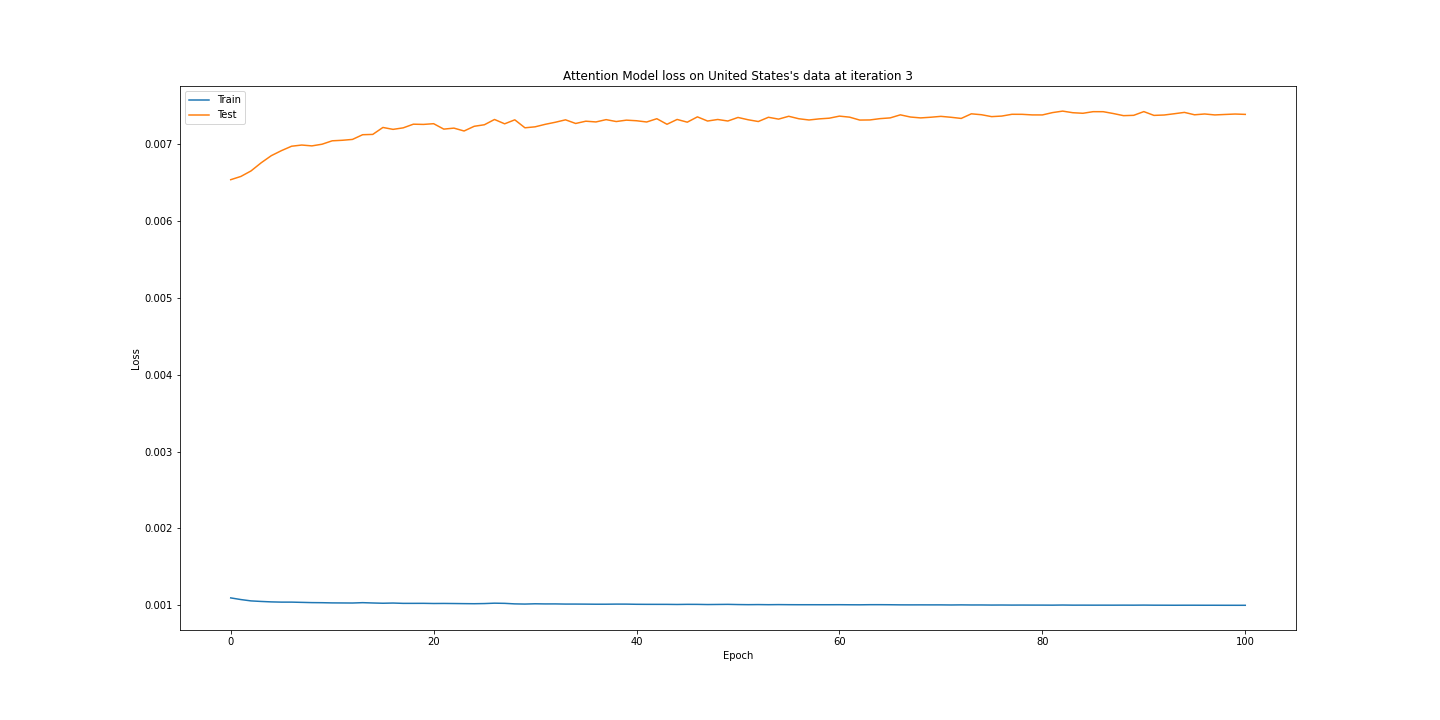 Attention Model loss on United States's data at iteration 3
Train
Test
0.007
0.006
0.005
0.004
0.003
0.002
0.001
Loss
0 20 40 60 80 100
Epoch